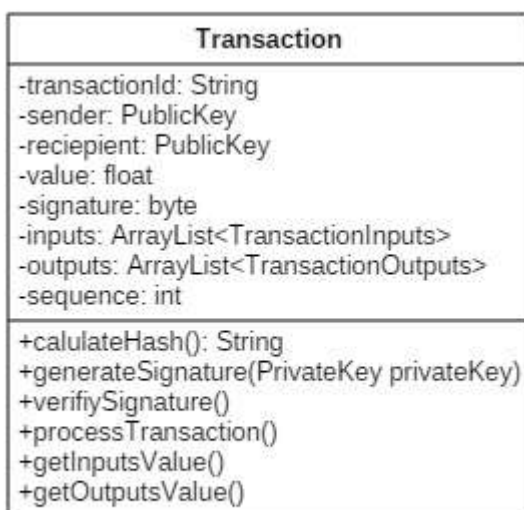 Transaction
-transactionId: String
-sender: PublicKey
-reciepient: PublicKey
-value: float
-signature: byte
-inputs: ArrayList<TransactionInputs>
-outputs: ArrayList<TransactionOutputs>
-sequence: int
+calulateHash(): String
+generateSignature(PrivateKey privateKey)
+verifiySignature()
+processTransaction()
+getInputsValue()
+getOutputsValue()